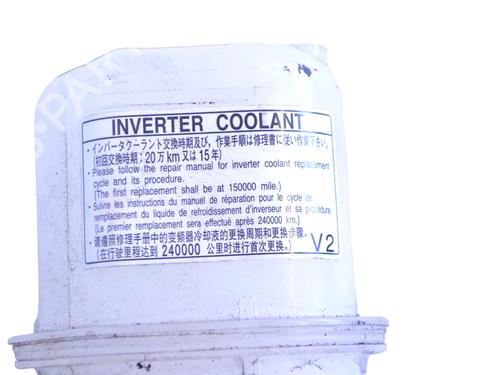 INVERTER COOLANT
・インバータクーラント交換時期及び，作業手順は修理書に従い作業下さい。
(初回交換時期：20万km又は15年)
・Please follow the repair manual for inverter coolant replacement
cycle and its procedure.
(The first replacement shall be at 150000 mile.)
・Suivre les instructions du manuel de réparation pour le cycle de
remplacement du liquide de refroidissement d'inverseur et sa procédure.
(Le premier remplacement est effectué après 240000 km.)
・请遵照修理手册中的变频器冷却液的更换周期和更换步骤。
(在行驶里程达到 240000 公里时进行首次更换。)
V2